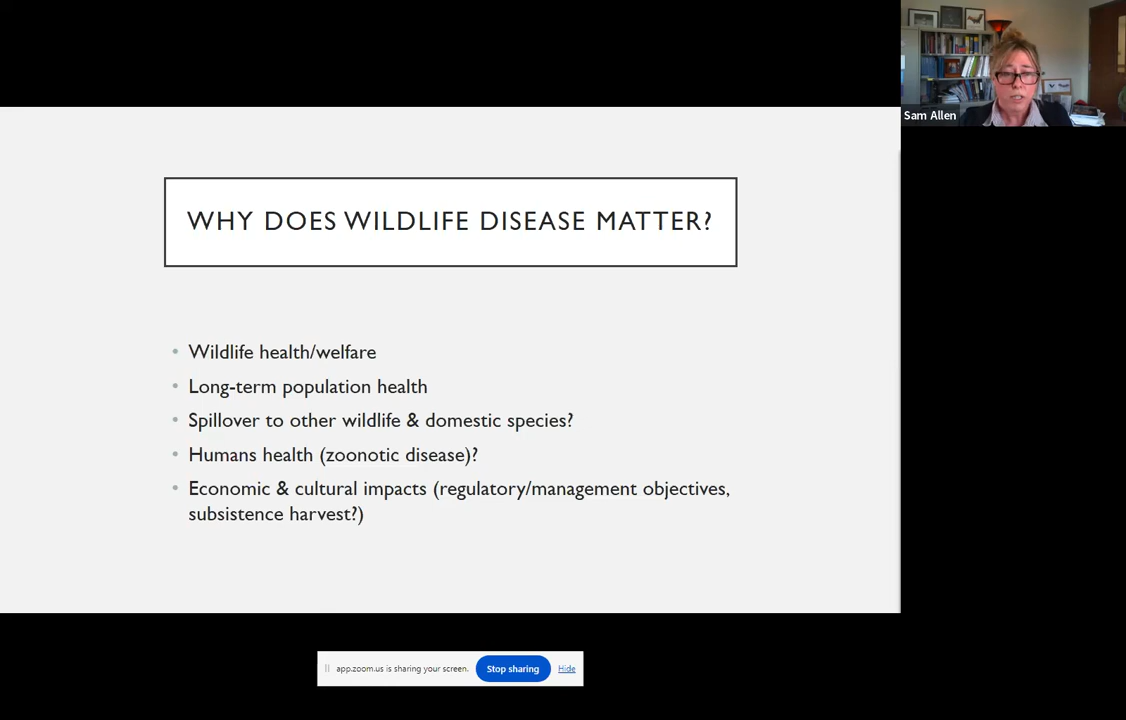 Sam Allen
WHY DOES WILDLIFE DISEASE MATTER?
• Wildlife health/welfare
• Long-term population health
• Spillover to other wildlife & domestic species?
• Humans health (zoonotic disease)?
• Economic & cultural impacts (regulatory/management objectives,
subsistence harvest?)
app.zoom.us is sharing your screen.
Stop sharing
Hide